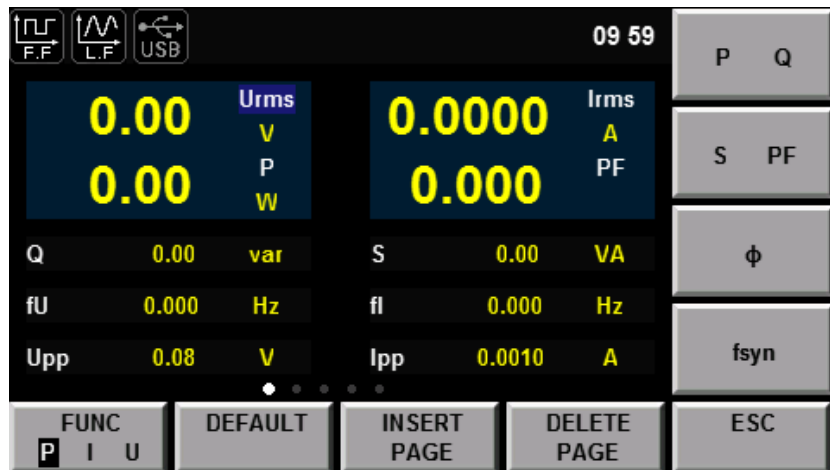 F.F L.F USB 09 59
P Q
0.00 Urms V 0.0000 Irms A
0.00 P W 0.000 PF
S PF
Q 0.00 var S 0.00 VA
ϕ
fU 0.000 Hz fI 0.000 Hz
fsyn
Upp 0.08 V Ipp 0.0010 A
FUNC
P I U
DEFAULT
INSERT
PAGE
DELETE
PAGE
ESC